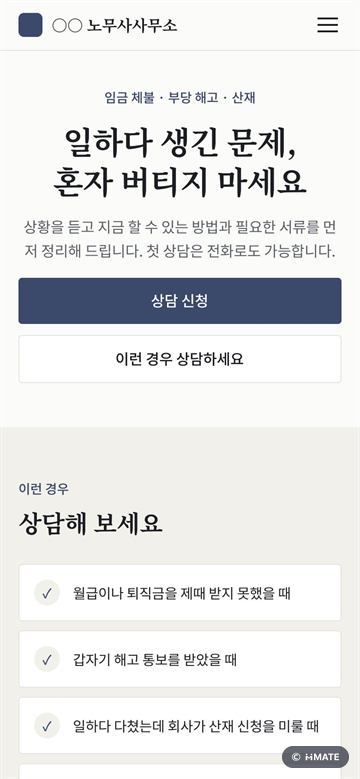 ○○ 노무사사무소
임금 체불 · 부당 해고 · 산재
일하다 생긴 문제,
혼자 버티지 마세요
상황을 듣고 지금 할 수 있는 방법과 필요한 서류를 먼
저 정리해 드립니다. 첫 상담은 전화로도 가능합니다.
상담 신청
이런 경우 상담하세요
이런 경우
상담해 보세요
✓ 월급이나 퇴직금을 제때 받지 못했을 때
✓ 갑자기 해고 통보를 받았을 때
✓ 일하다 다쳤는데 회사가 산재 신청을 미룰 때
© HMATE